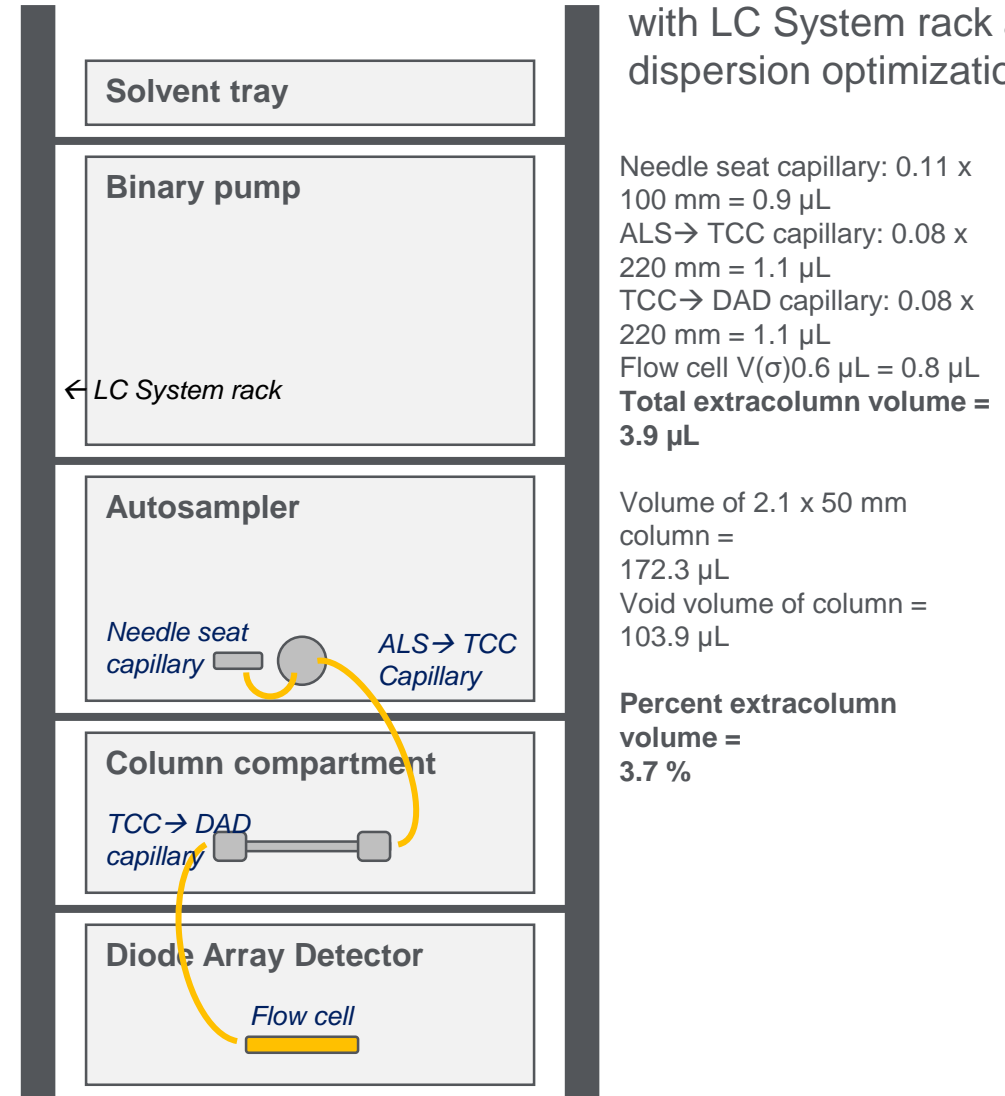 with LC System rack
dispersion optimizatio
Solvent tray
Binary pump
← LC System rack
Autosampler
Needle seat
capillary
ALS→ TCC
Capillary
Column compartment
TCC→ DAD
capillary
Diode Array Detector
Flow cell
Needle seat capillary: 0.11 x
100 mm = 0.9 µL
ALS→ TCC capillary: 0.08 x
220 mm = 1.1 µL
TCC→ DAD capillary: 0.08 x
220 mm = 1.1 µL
Flow cell V(σ)0.6 µL = 0.8 µL
Total extracolumn volume =
3.9 µL
Volume of 2.1 x 50 mm
column =
172.3 µL
Void volume of column =
103.9 µL
Percent extracolumn
volume =
3.7 %